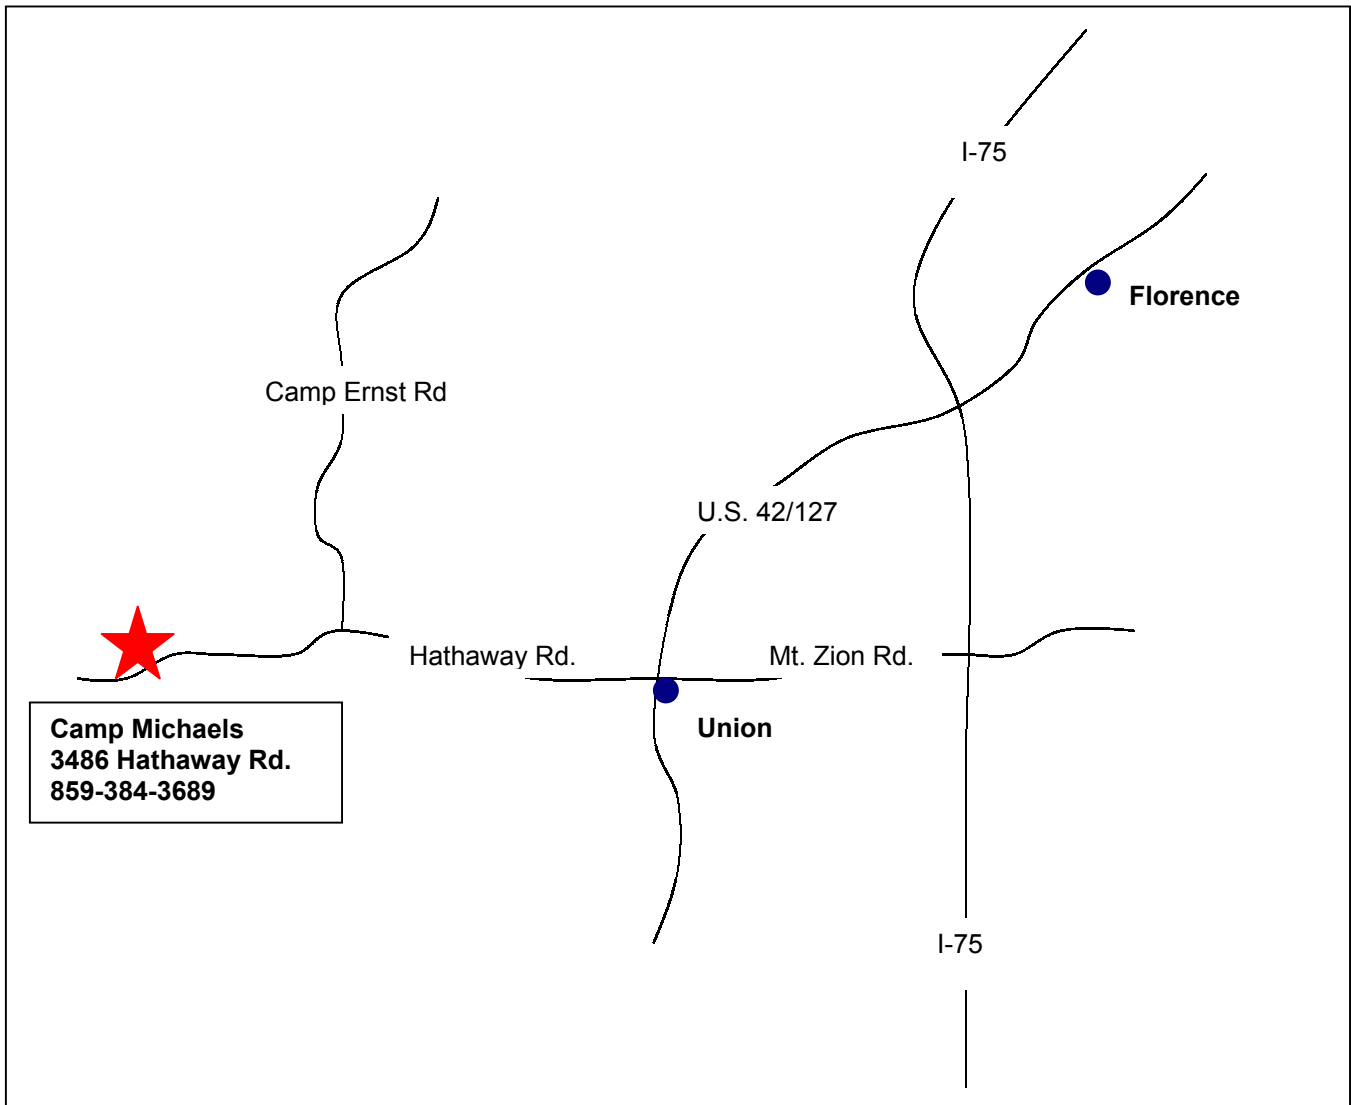 I-75
Florence
Camp Ernst Rd
U.S. 42/127
Hathaway Rd.
Mt. Zion Rd.
Union
Camp Michaels
3486 Hathaway Rd.
859-384-3689
I-75